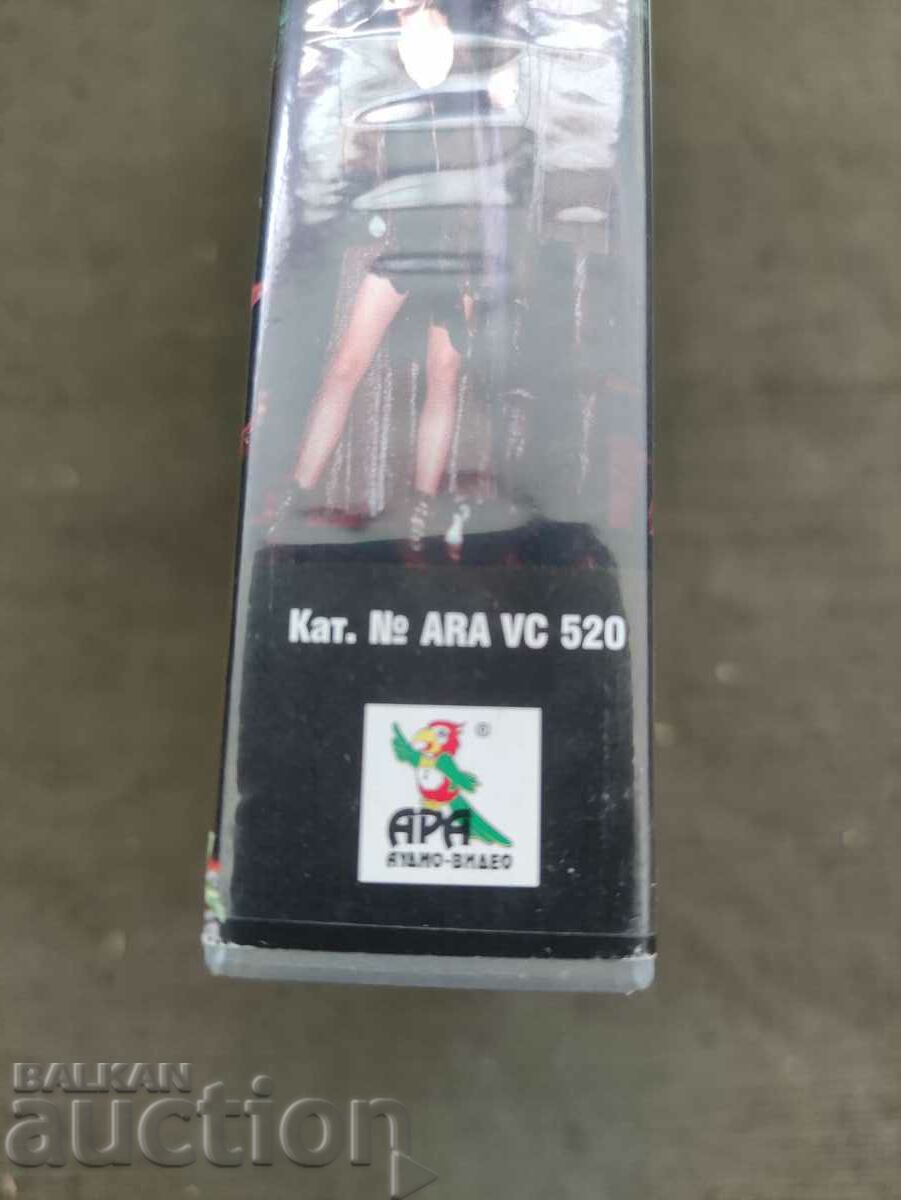 Кат. № ARA VC 520
®
АРА
АУДИО-ВИДЕО
BALKAN
auction